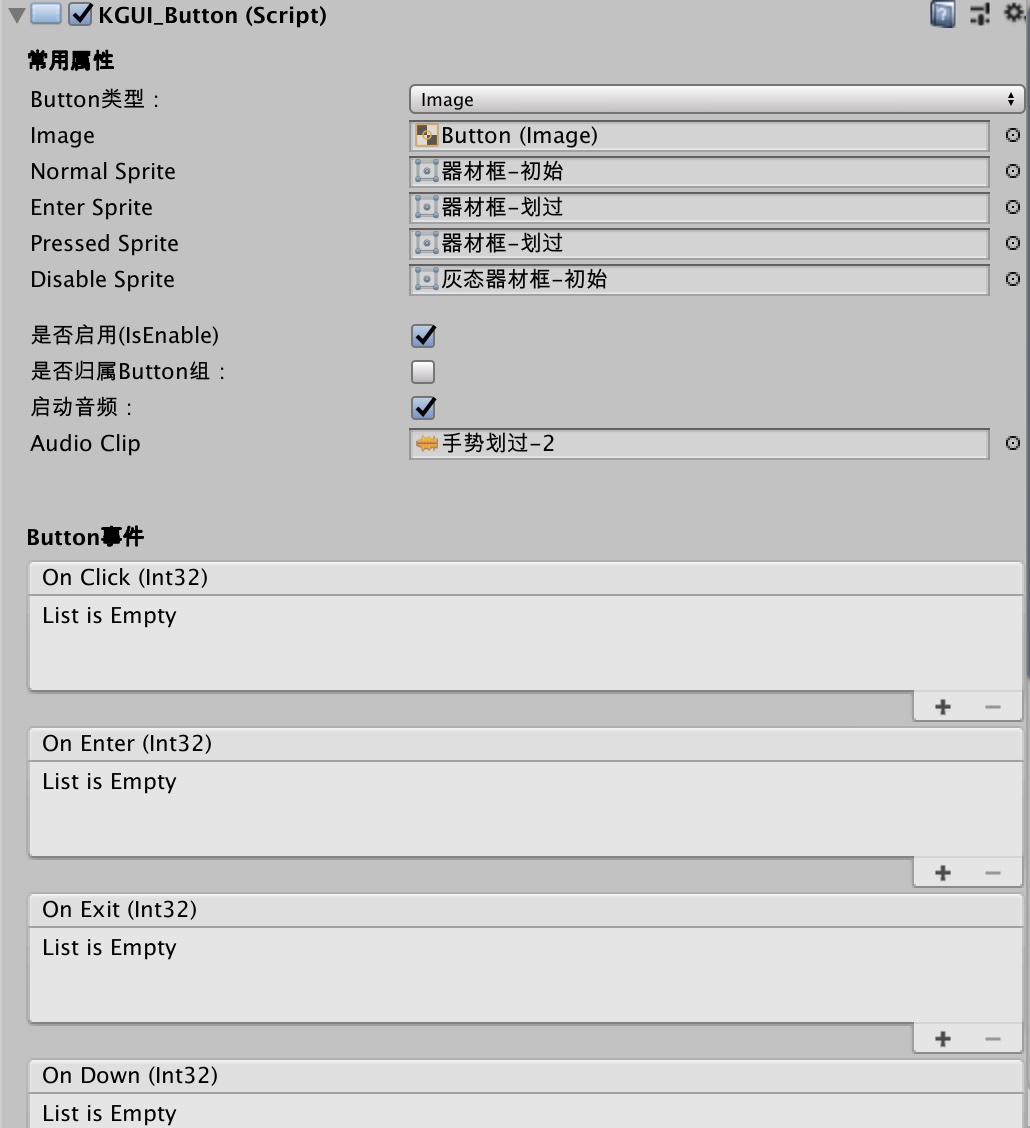 KGUI_Button (Script)
常用属性
Button类型：
Image
Image
Button (Image)
Normal Sprite
器材框-初始
Enter Sprite
器材框-划过
Pressed Sprite
器材框-划过
Disable Sprite
灰态器材框-初始
是否启用(IsEnable)
是否归属Button组：
启动音频：
Audio Clip
手势划过-2
Button事件
On Click (Int32)
List is Empty
On Enter (Int32)
List is Empty
On Exit (Int32)
List is Empty
On Down (Int32)
List is Empty